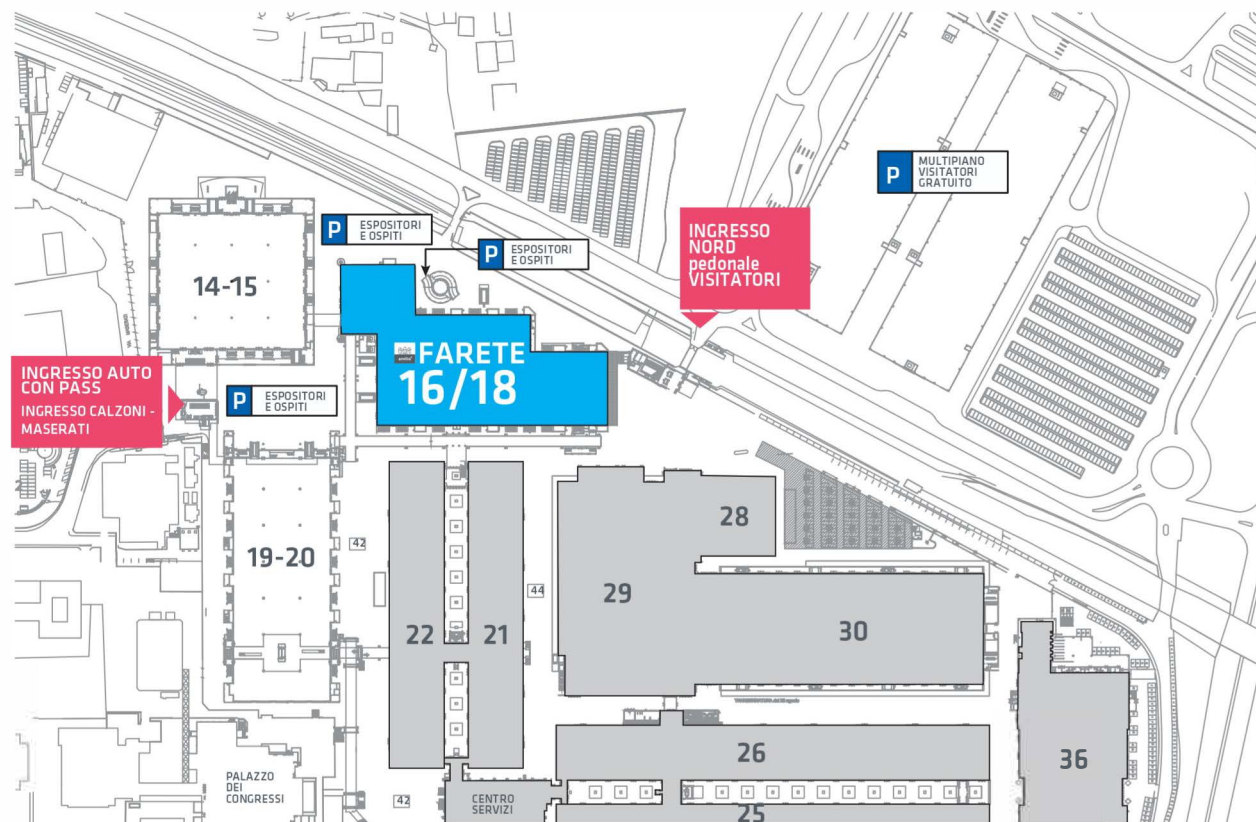 P
MULTIPIANO
VISITATORI
GRATUITO
P
ESPOSITORI
E OSPITI
P
ESPOSITORI
E OSPITI
INGRESSO
NORD
pedonale
VISITATORI
14-15
FARETE
16/18
INGRESSO AUTO
CON PASS
INGRESSO CALZONI -
MASERATI
P
ESPOSITORI
E OSPITI
28
19-20
42
44
29
22
21
30
26
36
PALAZZO
DEI
CONGRESSI
42
CENTRO
SERVIZI
25